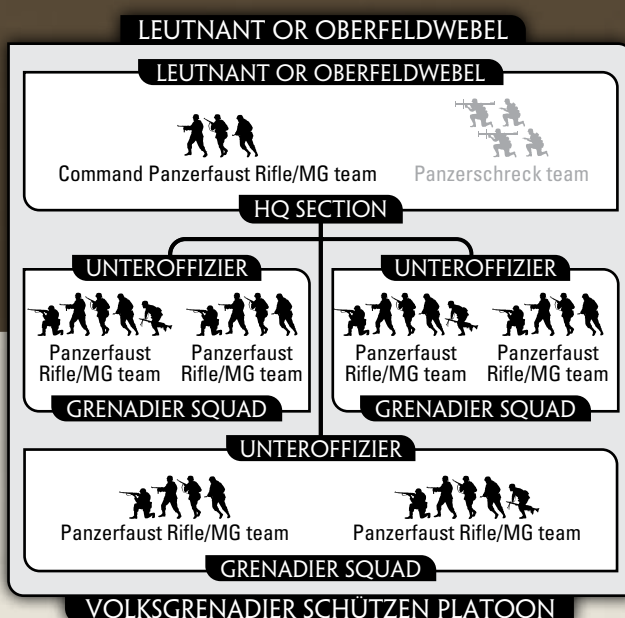 LEUTNANT OR OBERFELDWEBEL
LEUTNANT OR OBERFELDWEBEL
Command Panzerfaust Rifle/MG team
Panzerschreck team
HQ SECTION
UNTEROFFIZIER
Panzerfaust
Rifle/MG team
Panzerfaust
Rifle/MG team
GRENADIER SQUAD
UNTEROFFIZIER
Panzerfaust
Rifle/MG team
Panzerfaust
Rifle/MG team
GRENADIER SQUAD
UNTEROFFIZIER
Panzerfaust Rifle/MG team
Panzerfaust Rifle/MG team
GRENADIER SQUAD
VOLKSGRENADIER SCHÜTZEN PLATOON